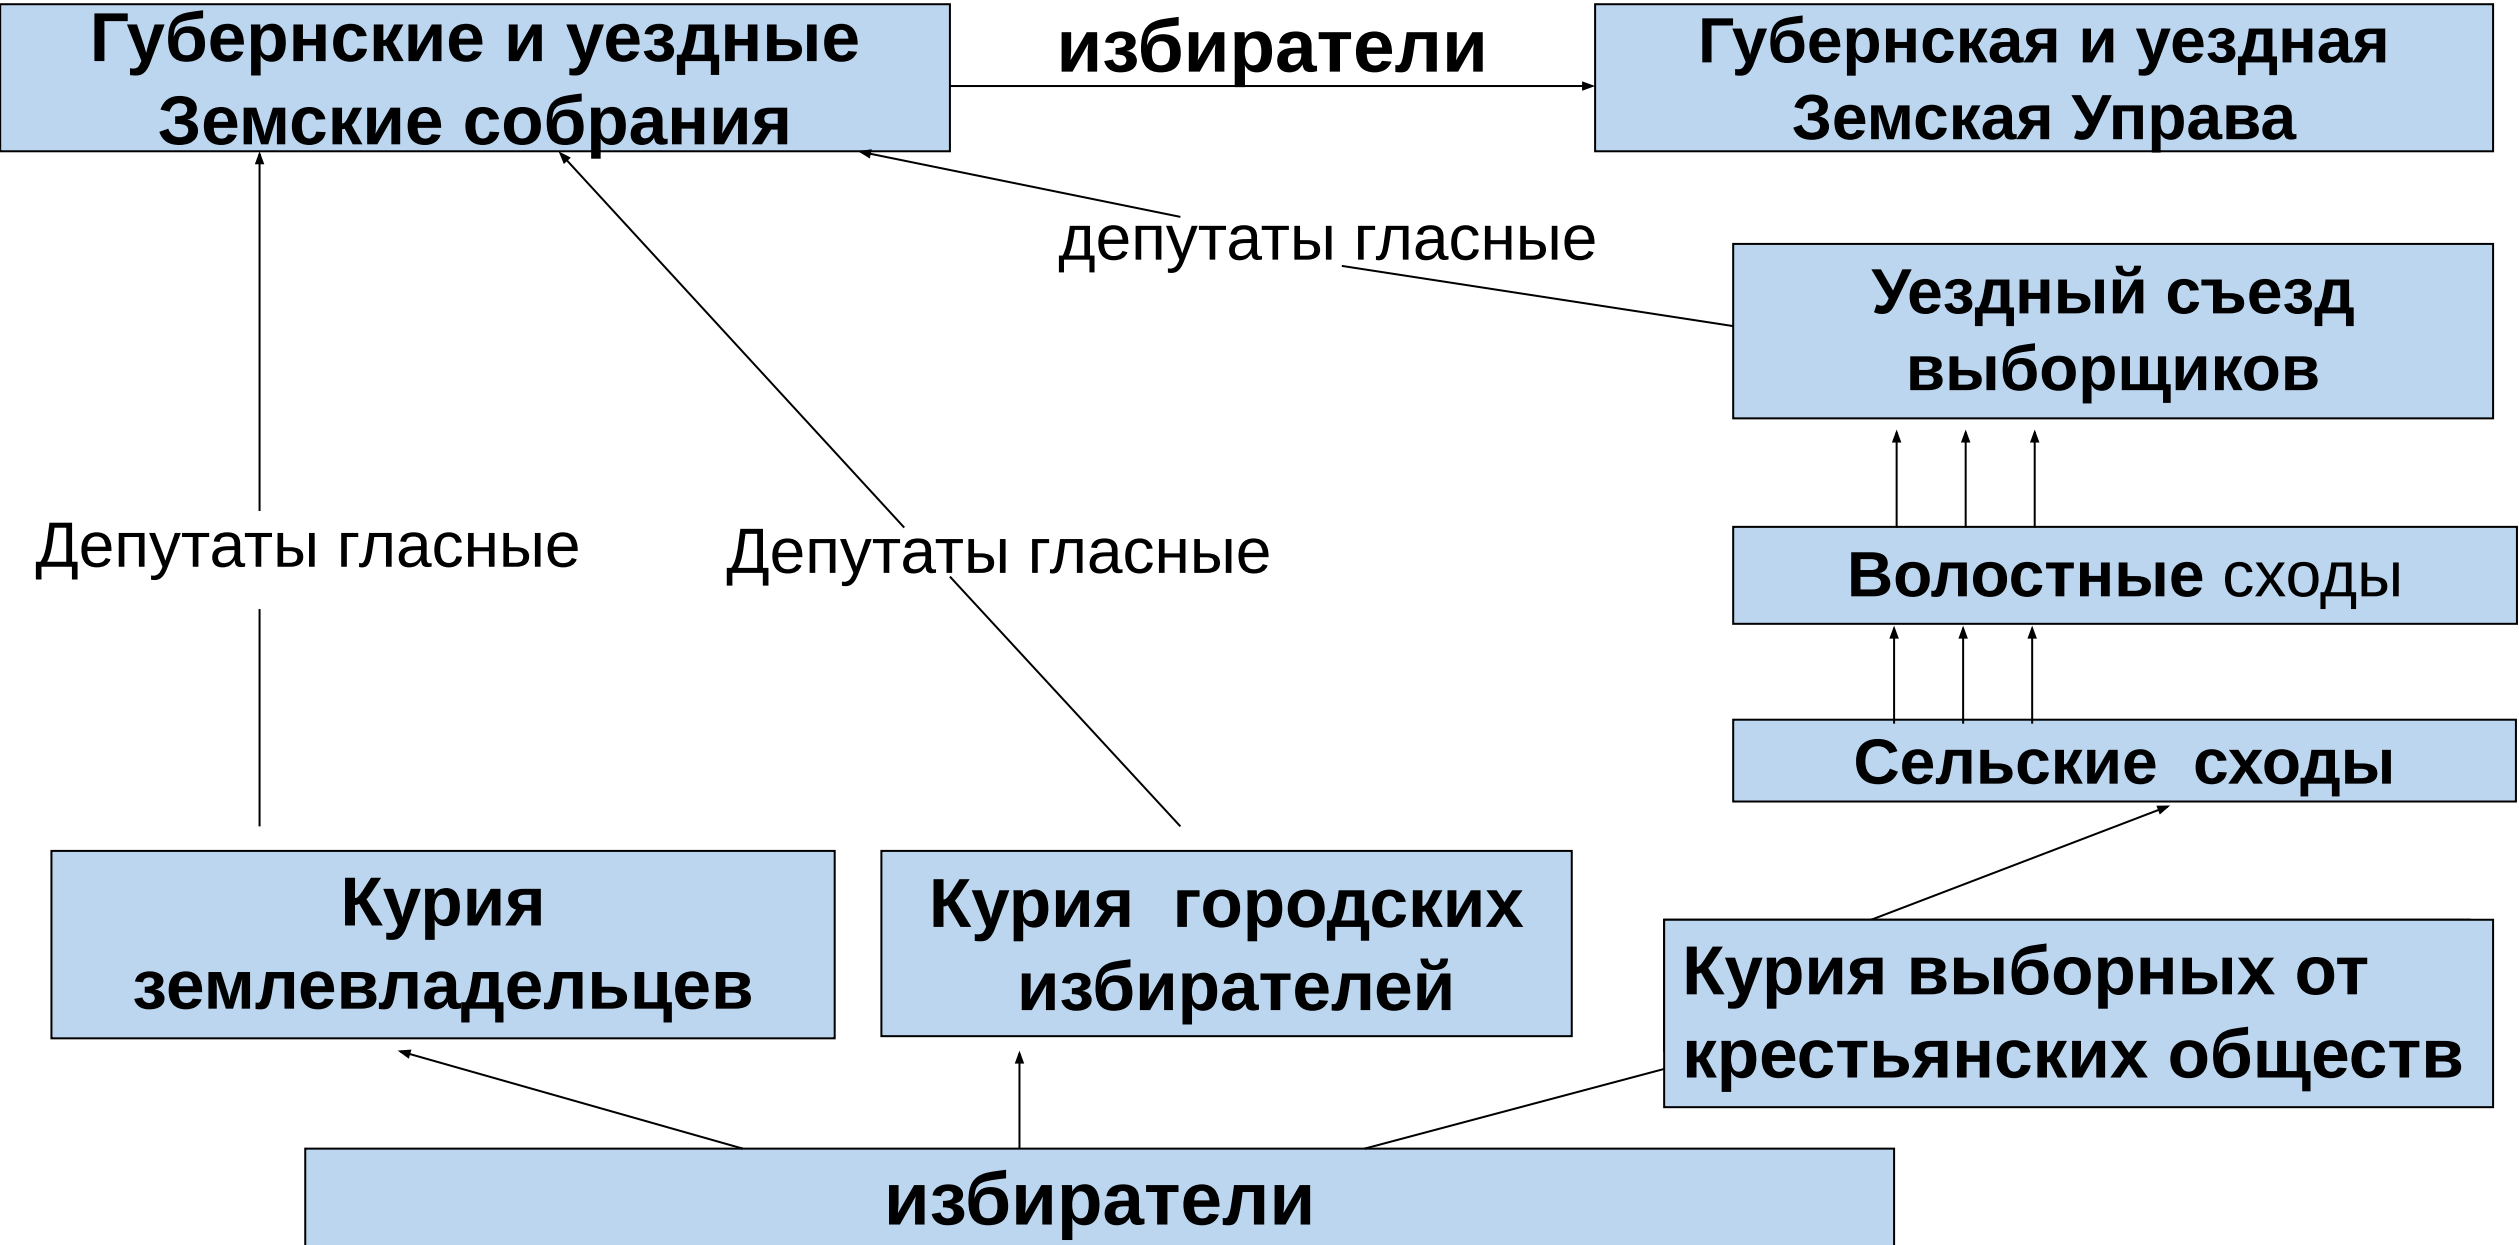 Губернские и уездные
Земские собрания
избиратели
Губенская и уездная
Земская Управа
депутаты гласные
Уездный съезд
выборщиков
Депутаты гласные
Депутаты гласные
Волостные сходы
Сельские сходы
Курия
землевладельцев
Курия городских
избирателей
Курия выборных от
крестьянских обществ
избиратели